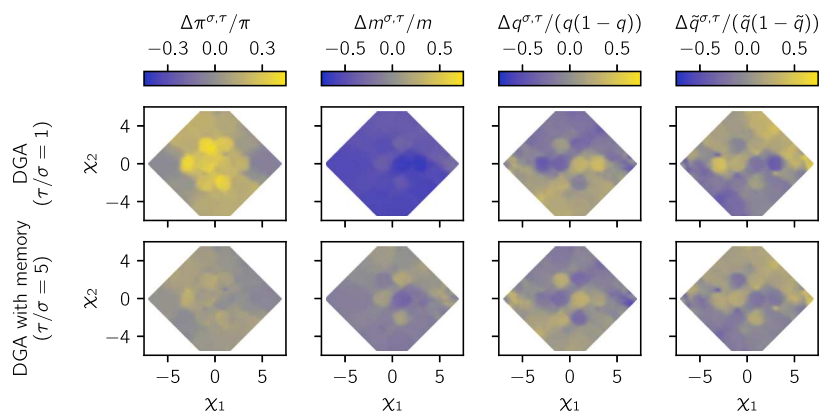 Δπ^{σ,τ}/π Δm^{σ,τ}/m Δq^{σ,τ}/(q(1 − q)) Δq̃^{σ,τ}/(q̃(1 − q̃))
−0.3 0.0 0.3 −0.5 0.0 0.5 −0.5 0.0 0.5 −0.5 0.0 0.5
DGA
(τ/σ = 1)
χ₂
4
0
−4
DGA with memory
(τ/σ = 5)
χ₂
4
0
−4
−5 0 5 −5 0 5 −5 0 5 −5 0 5
χ₁ χ₁ χ₁ χ₁